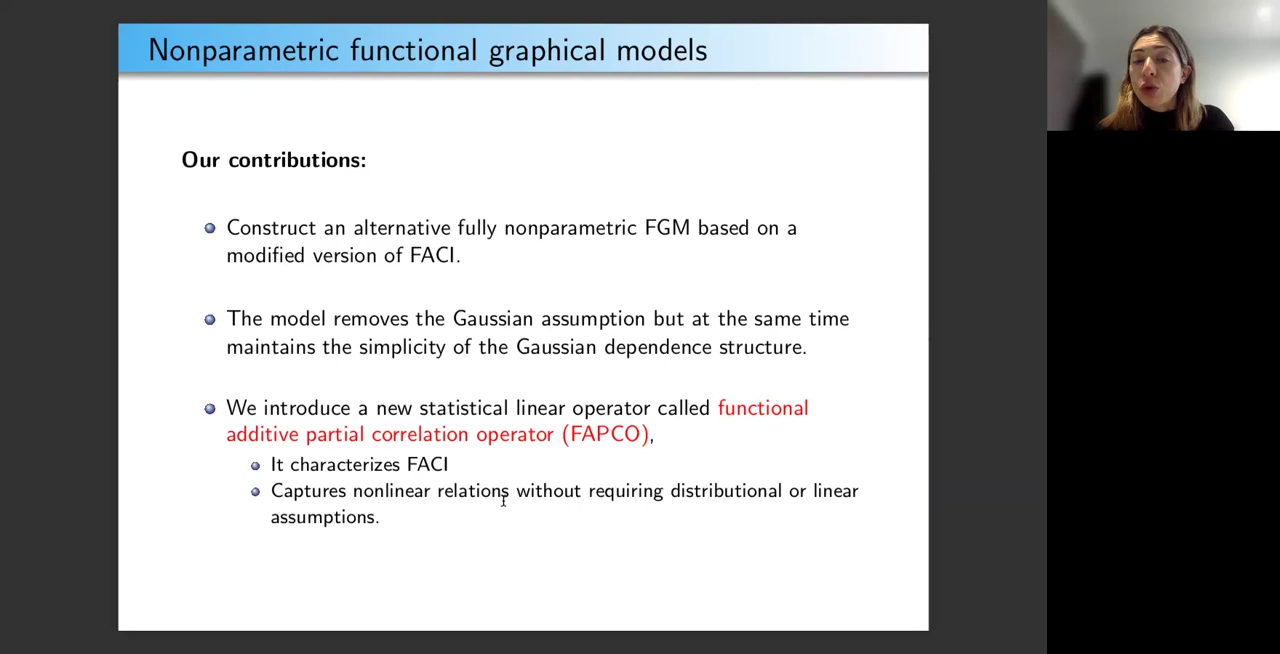 Nonparametric functional graphical models
Our contributions:
Construct an alternative fully nonparametric FGM based on a
modified version of FACI.
The model removes the Gaussian assumption but at the same time
maintains the simplicity of the Gaussian dependence structure.
We introduce a new statistical linear operator called functional
additive partial correlation operator (FAPCO),
It characterizes FACI
Captures nonlinear relations without requiring distributional or linear
assumptions.